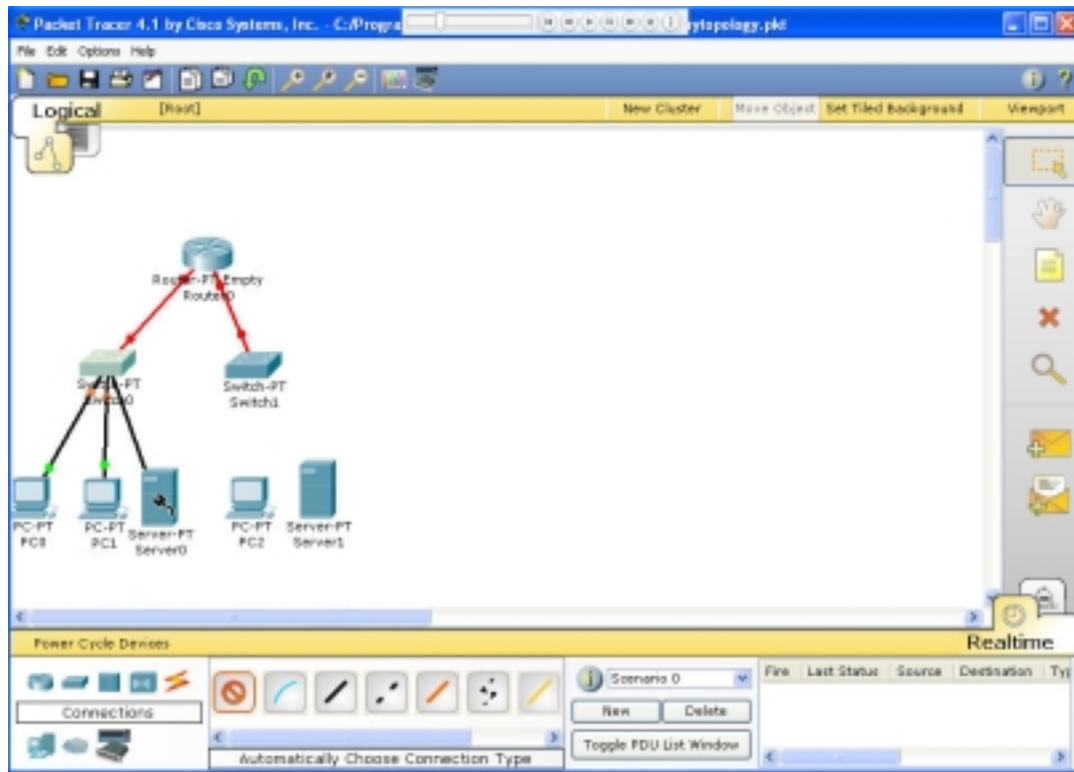 Packet Tracer 4.1 by Cisco Systems, Inc. - C:/Progra ytopology.pkt
File Edit Options Help
Logical [Root] New Cluster Move Object Set Tiled Background Viewport
Router-PT-Empty
Router0
Switch-PT
Switch0
Switch-PT
Switch1
PC-PT
PC0
PC-PT
PC1
Server-PT
Server0
PC-PT
PC2
Server-PT
Server1
Power Cycle Devices Realtime
Connections
Automatically Choose Connection Type
Scenario 0
New Delete
Toggle PDU List Window
Fire Last Status Source Destination Typ